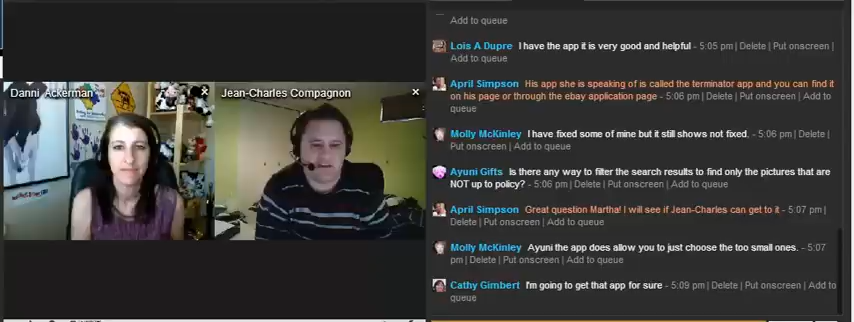 Add to queue
Danni_Ackerman ×
Jean-Charles Compagnon ×
Lois A Dupre I have the app it is very good and helpful - 5:05 pm | Delete | Put onscreen |
Add to queue
April Simpson His app she is speaking of is called the terminator app and you can find it
on his page or through the ebay application page - 5:06 pm | Delete | Put onscreen | Add to
queue
Molly McKinley I have fixed some of mine but it still shows not fixed. - 5:06 pm | Delete |
Put onscreen | Add to queue
Ayuni Gifts Is there any way to filter the search results to find only the pictures that are
NOT up to policy? - 5:06 pm | Delete | Put onscreen | Add to queue
April Simpson Great question Martha! I will see if Jean-Charles can get to it - 5:07 pm |
Delete | Put onscreen | Add to queue
Molly McKinley Ayuni the app does allow you to just choose the too small ones. - 5:07
pm | Delete | Put onscreen | Add to queue
Cathy Gimbert I'm going to get that app for sure - 5:09 pm | Delete | Put onscreen | Add to
queue